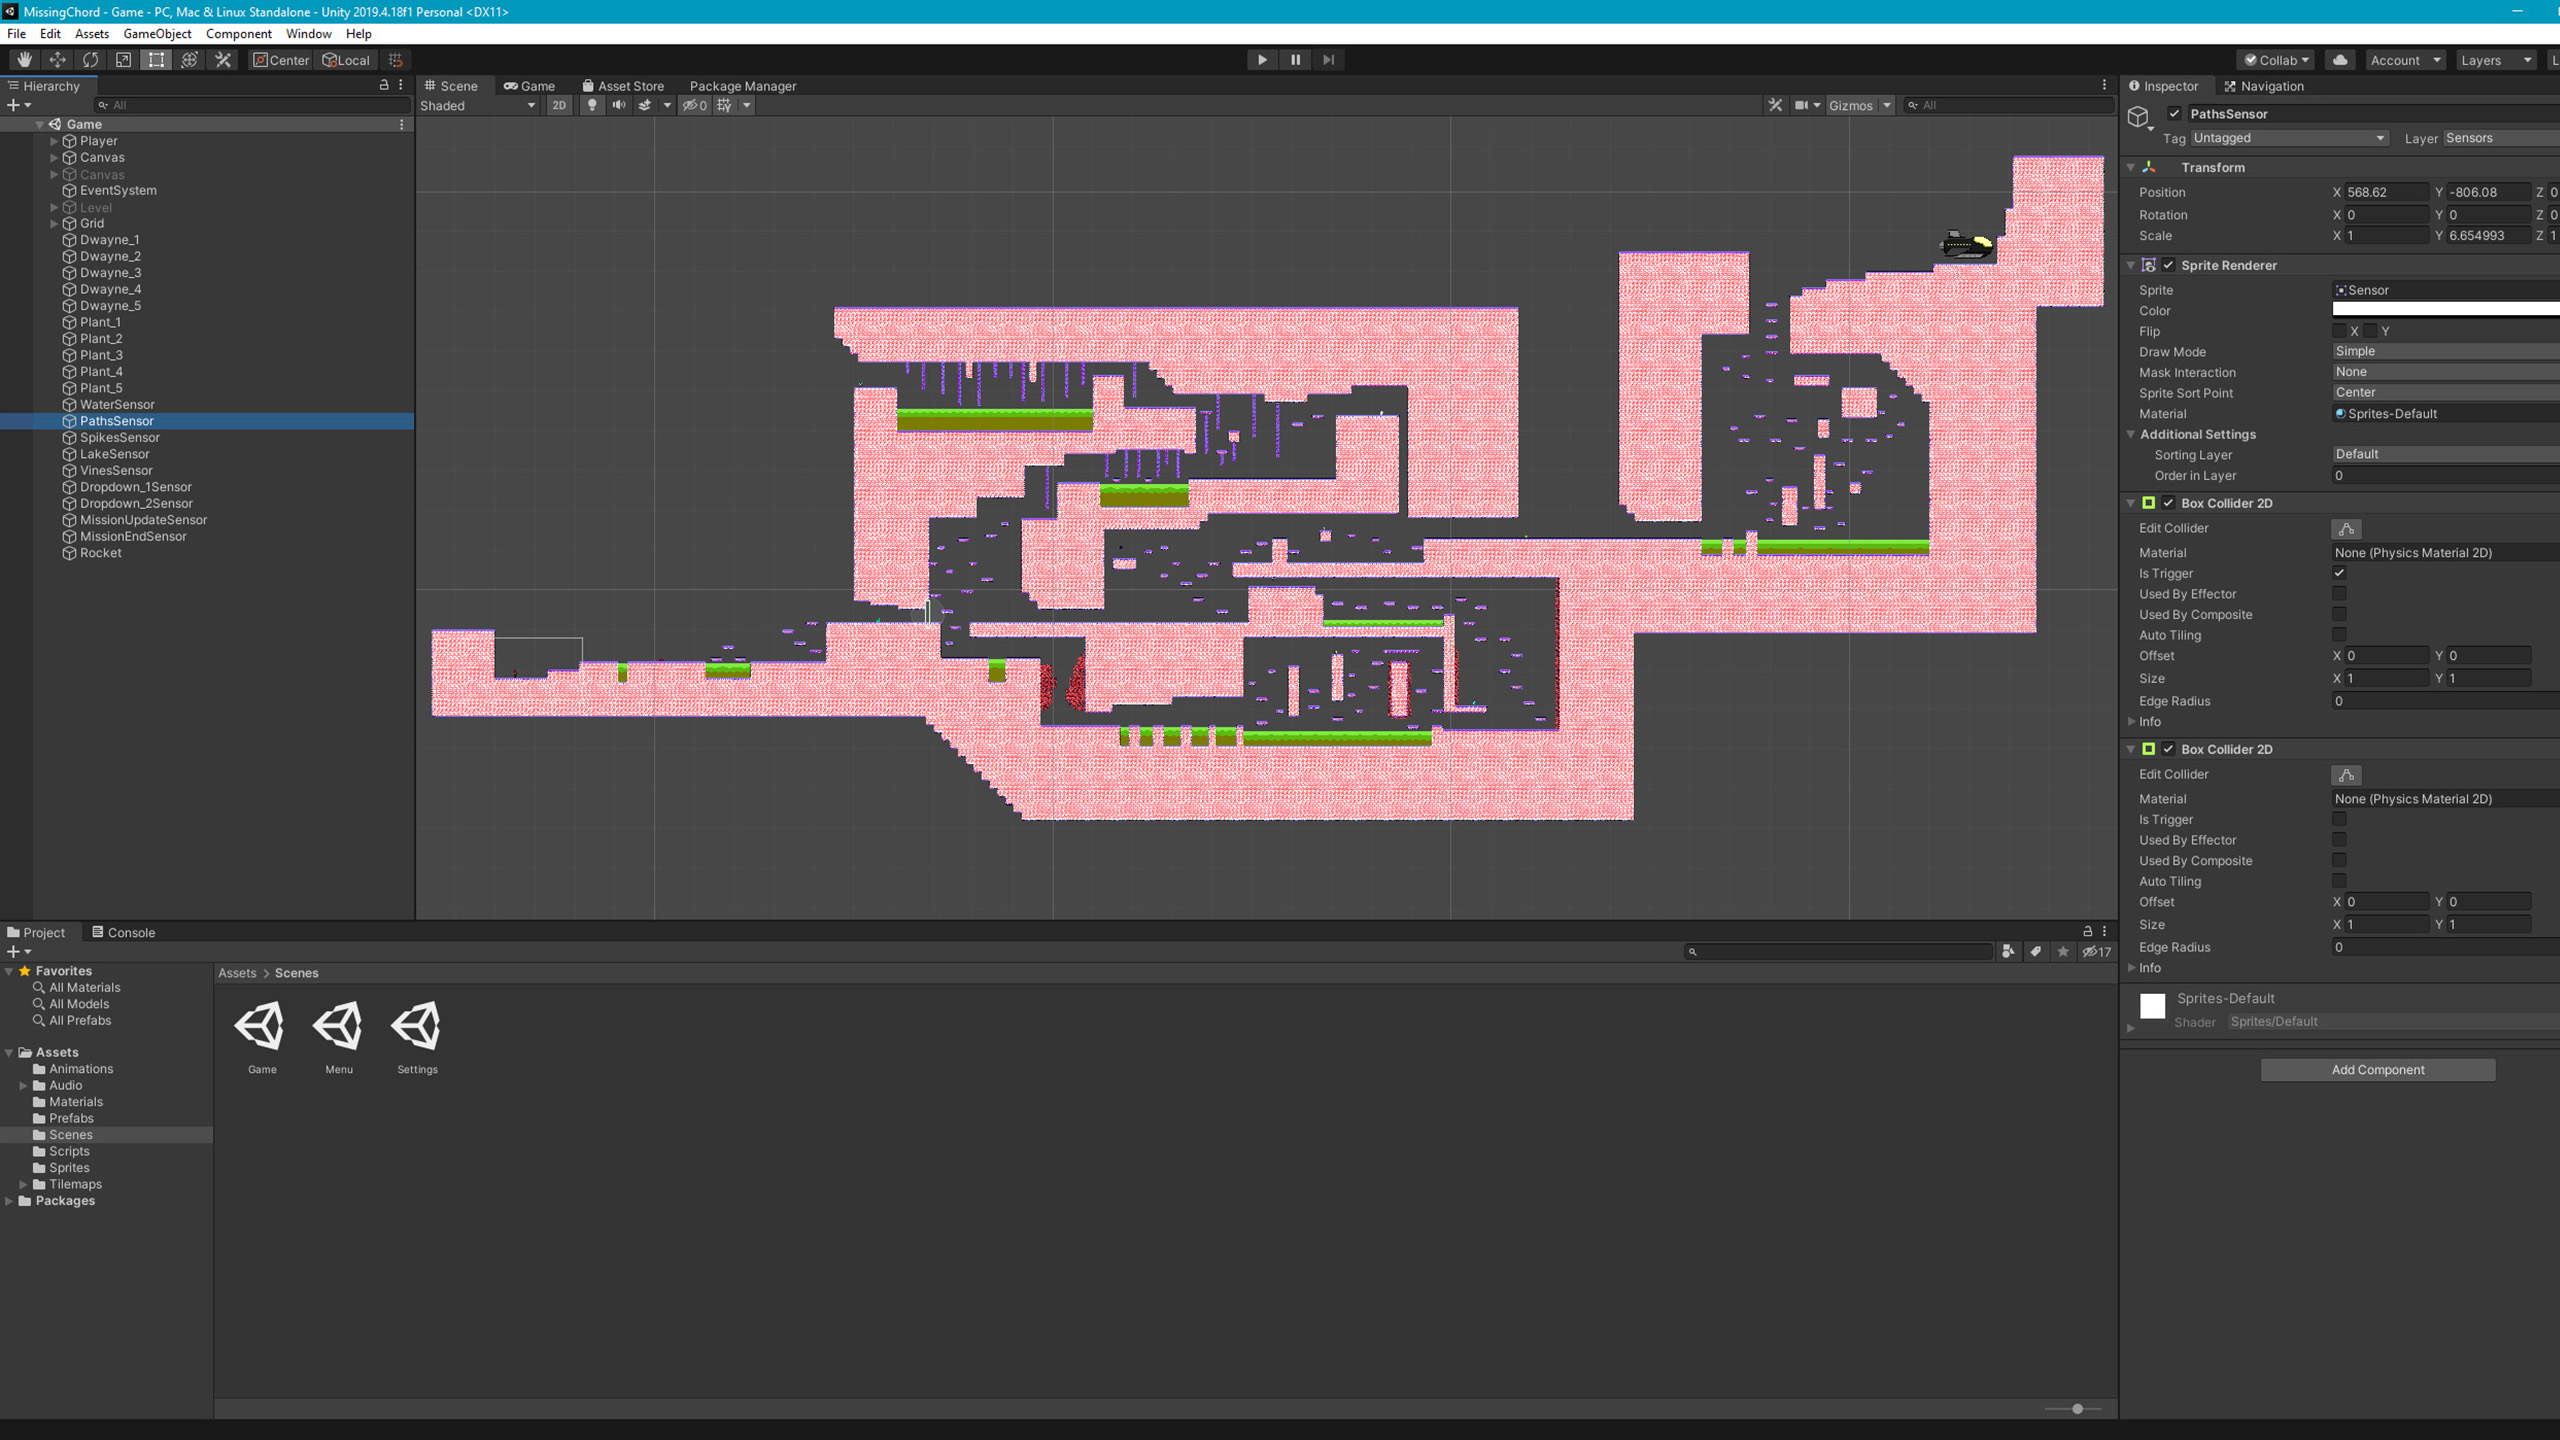 MissingChord - Game - PC, Mac & Linux Standalone - Unity 2019.4.18f1 Personal <DX11>
File Edit Assets GameObject Component Window Help
Center Local
Collab Account Layers L
Hierarchy
All
Game
Player
Canvas
Canvas
EventSystem
Level
Grid
Dwayne_1
Dwayne_2
Dwayne_3
Dwayne_4
Dwayne_5
Plant_1
Plant_2
Plant_3
Plant_4
Plant_5
WaterSensor
PathsSensor
SpikesSensor
LakeSensor
VinesSensor
Dropdown_1Sensor
Dropdown_2Sensor
MissionUpdateSensor
MissionEndSensor
Rocket
Scene Game Asset Store Package Manager
Shaded 2D 0 Gizmos All
Inspector Navigation
PathsSensor
Tag Untagged Layer Sensors
Transform
Position X 568.62 Y -806.08 Z 0
Rotation X 0 Y 0 Z 0
Scale X 1 Y 6.654993 Z 1
Sprite Renderer
Sprite Sensor
Color
Flip X Y
Draw Mode Simple
Mask Interaction None
Sprite Sort Point Center
Material Sprites-Default
Additional Settings
Sorting Layer Default
Order in Layer 0
Box Collider 2D
Edit Collider
Material None (Physics Material 2D)
Is Trigger
Used By Effector
Used By Composite
Auto Tiling
Offset X 0 Y 0
Size X 1 Y 1
Edge Radius 0
Info
Box Collider 2D
Edit Collider
Material None (Physics Material 2D)
Is Trigger
Used By Effector
Used By Composite
Auto Tiling
Offset X 0 Y 0
Size X 1 Y 1
Edge Radius 0
Info
Sprites-Default
Shader Sprites/Default
Add Component
Project Console
17
Favorites
All Materials
All Models
All Prefabs
Assets
Animations
Audio
Materials
Prefabs
Scenes
Scripts
Sprites
Tilemaps
Packages
Assets > Scenes
Game Menu Settings